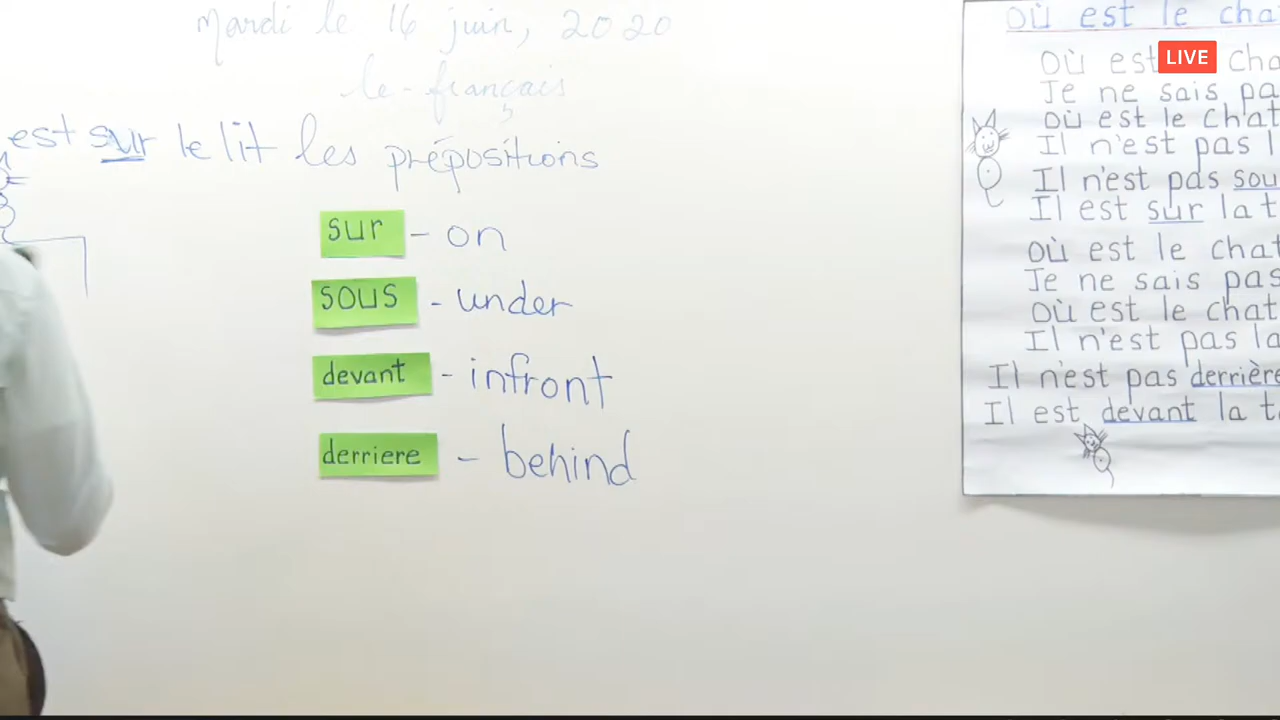 Mardi le 16 juin, 2020
le français
est sur le lit
les prépositions
sur - on
sous - under
devant - infront
derriere - behind
LIVE
où est le cha
où est cha
Je ne sais pa
où est le chat
Il n'est pas l
Il n'est pas sou
Il est sur la t
où est le chat
Je ne sais pas
où est le chat
Il n'est pas la
Il n'est pas derrière
Il est devant la t